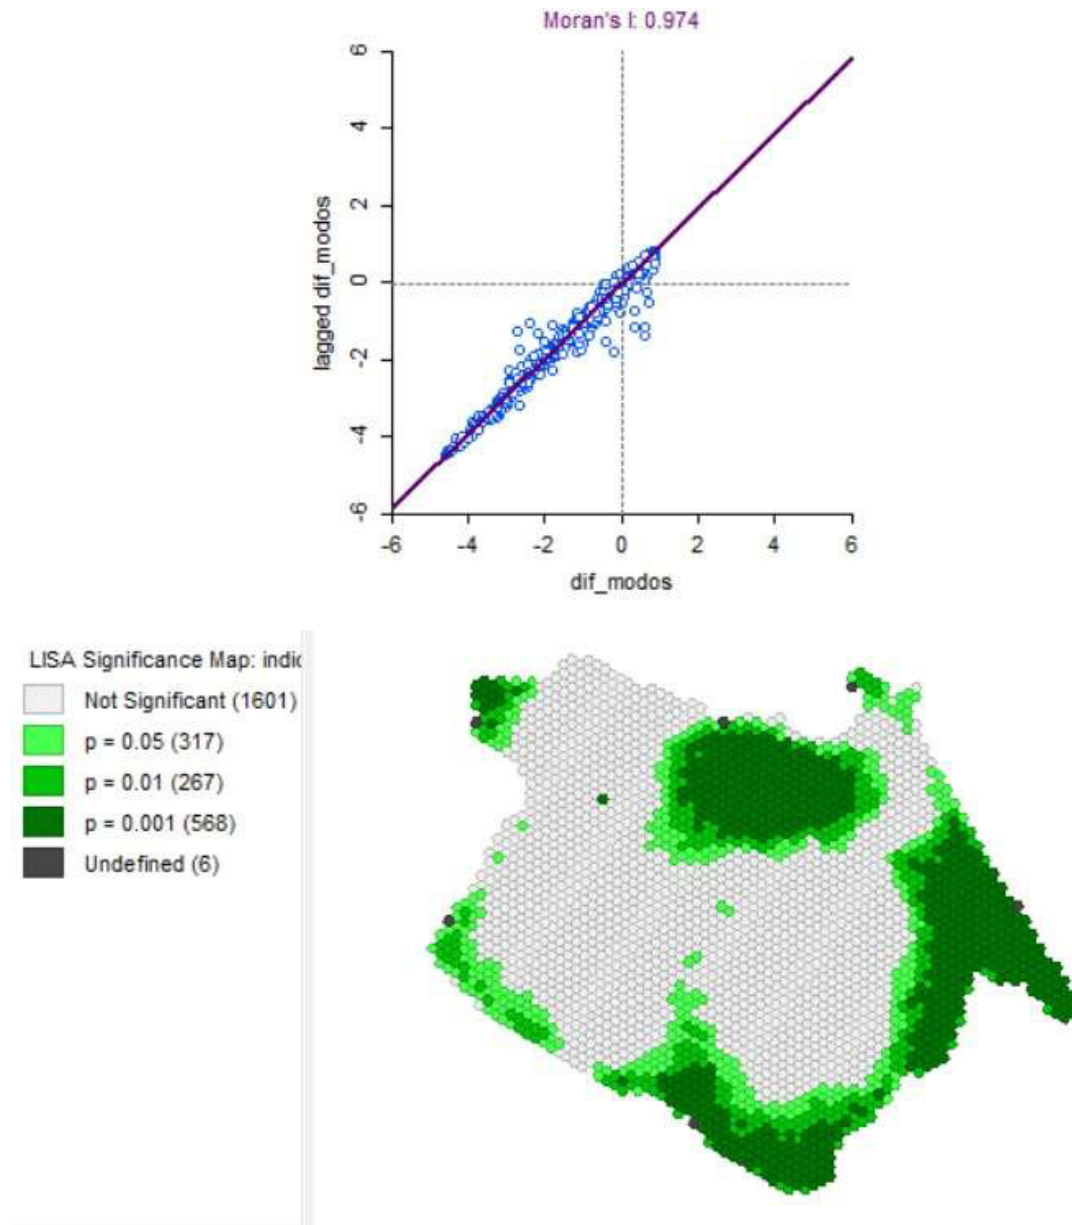 Moran's I: 0.974
6
4
2
0
-2
-4
-6
lagged dif_modos
-6 -4 -2 0 2 4 6
dif_modos
LISA Significance Map: indic
Not Significant (1601)
p = 0.05 (317)
p = 0.01 (267)
p = 0.001 (568)
Undefined (6)